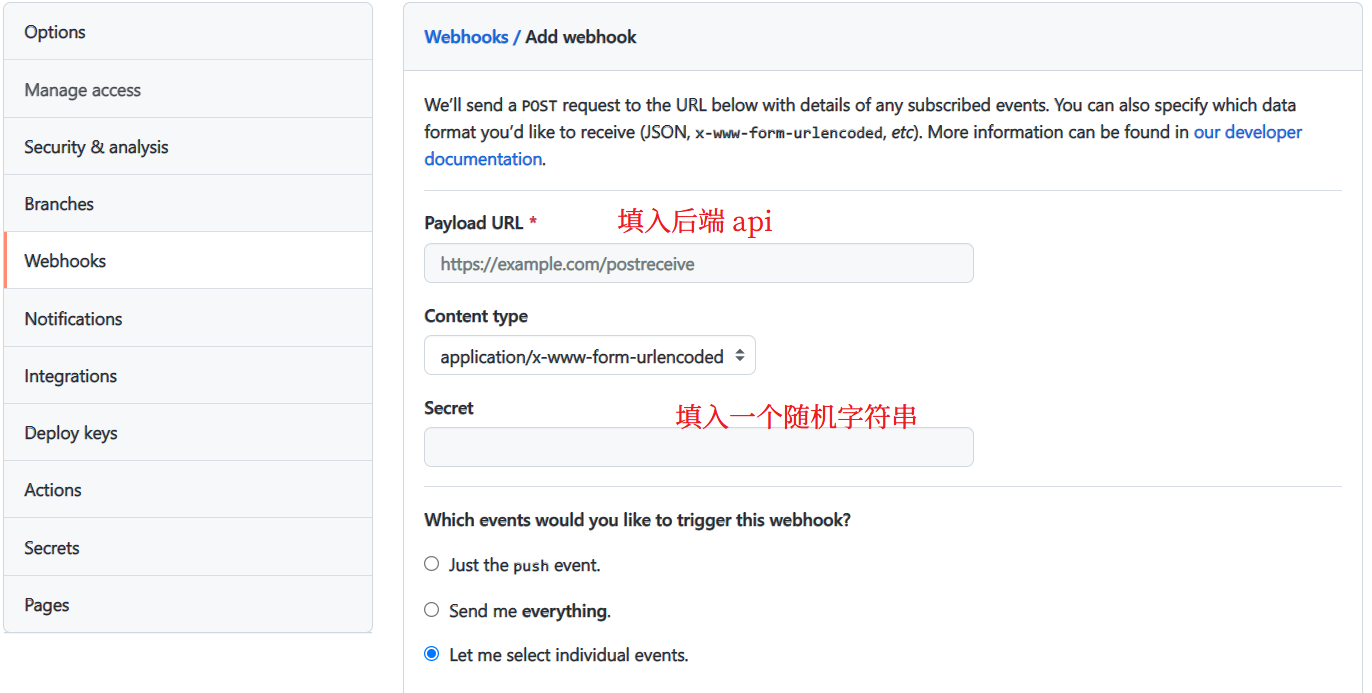 Options
Manage access
Security & analysis
Branches
Webhooks
Notifications
Integrations
Deploy keys
Actions
Secrets
Pages
Webhooks / Add webhook
We’ll send a POST request to the URL below with details of any subscribed events. You can also specify which data
format you’d like to receive (JSON, x-www-form-urlencoded, etc). More information can be found in our developer
documentation.
Payload URL *
填入后端 api
https://example.com/postreceive
Content type
application/x-www-form-urlencoded
Secret
填入一个随机字符串
Which events would you like to trigger this webhook?
Just the push event.
Send me everything.
Let me select individual events.